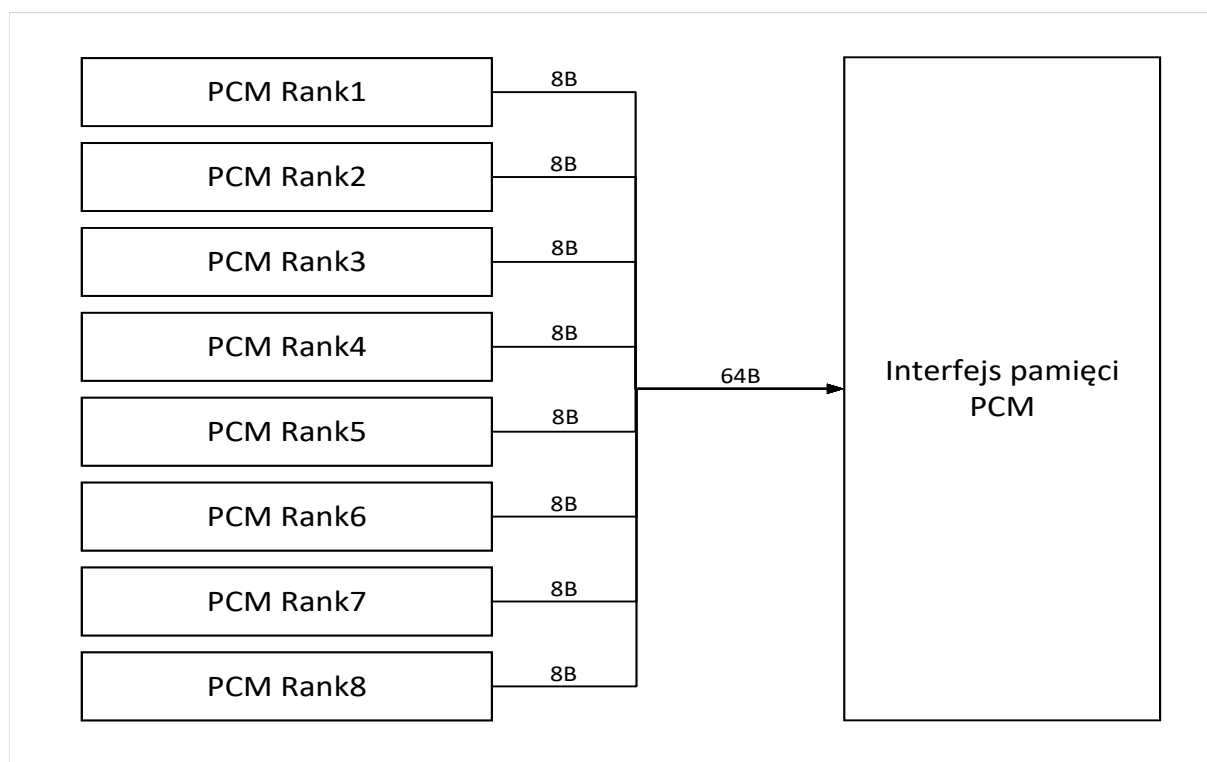 PCM Rank1
8B
PCM Rank2
8B
PCM Rank3
8B
PCM Rank4
8B
PCM Rank5
8B
PCM Rank6
8B
PCM Rank7
8B
PCM Rank8
8B
64B
Interfejs pamięci
PCM